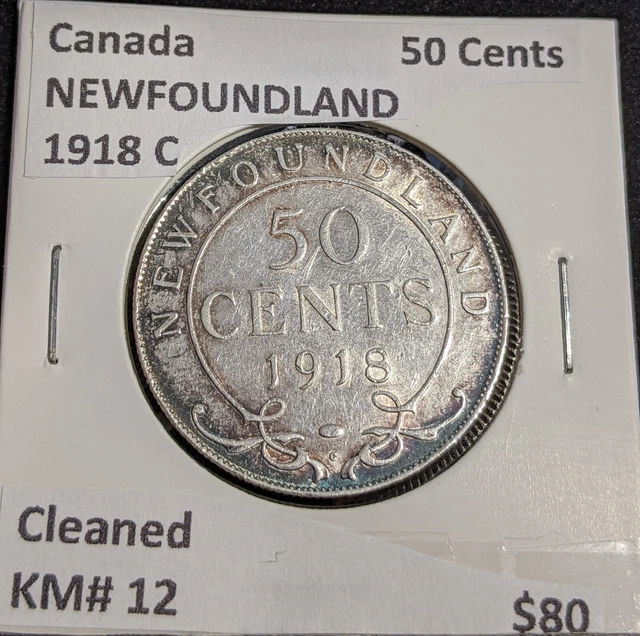 Canada 50 Cents
NEWFOUNDLAND
1918 C
NEWFOUNDLAND
50
CENTS
1918
C
Cleaned
KM# 12
$80